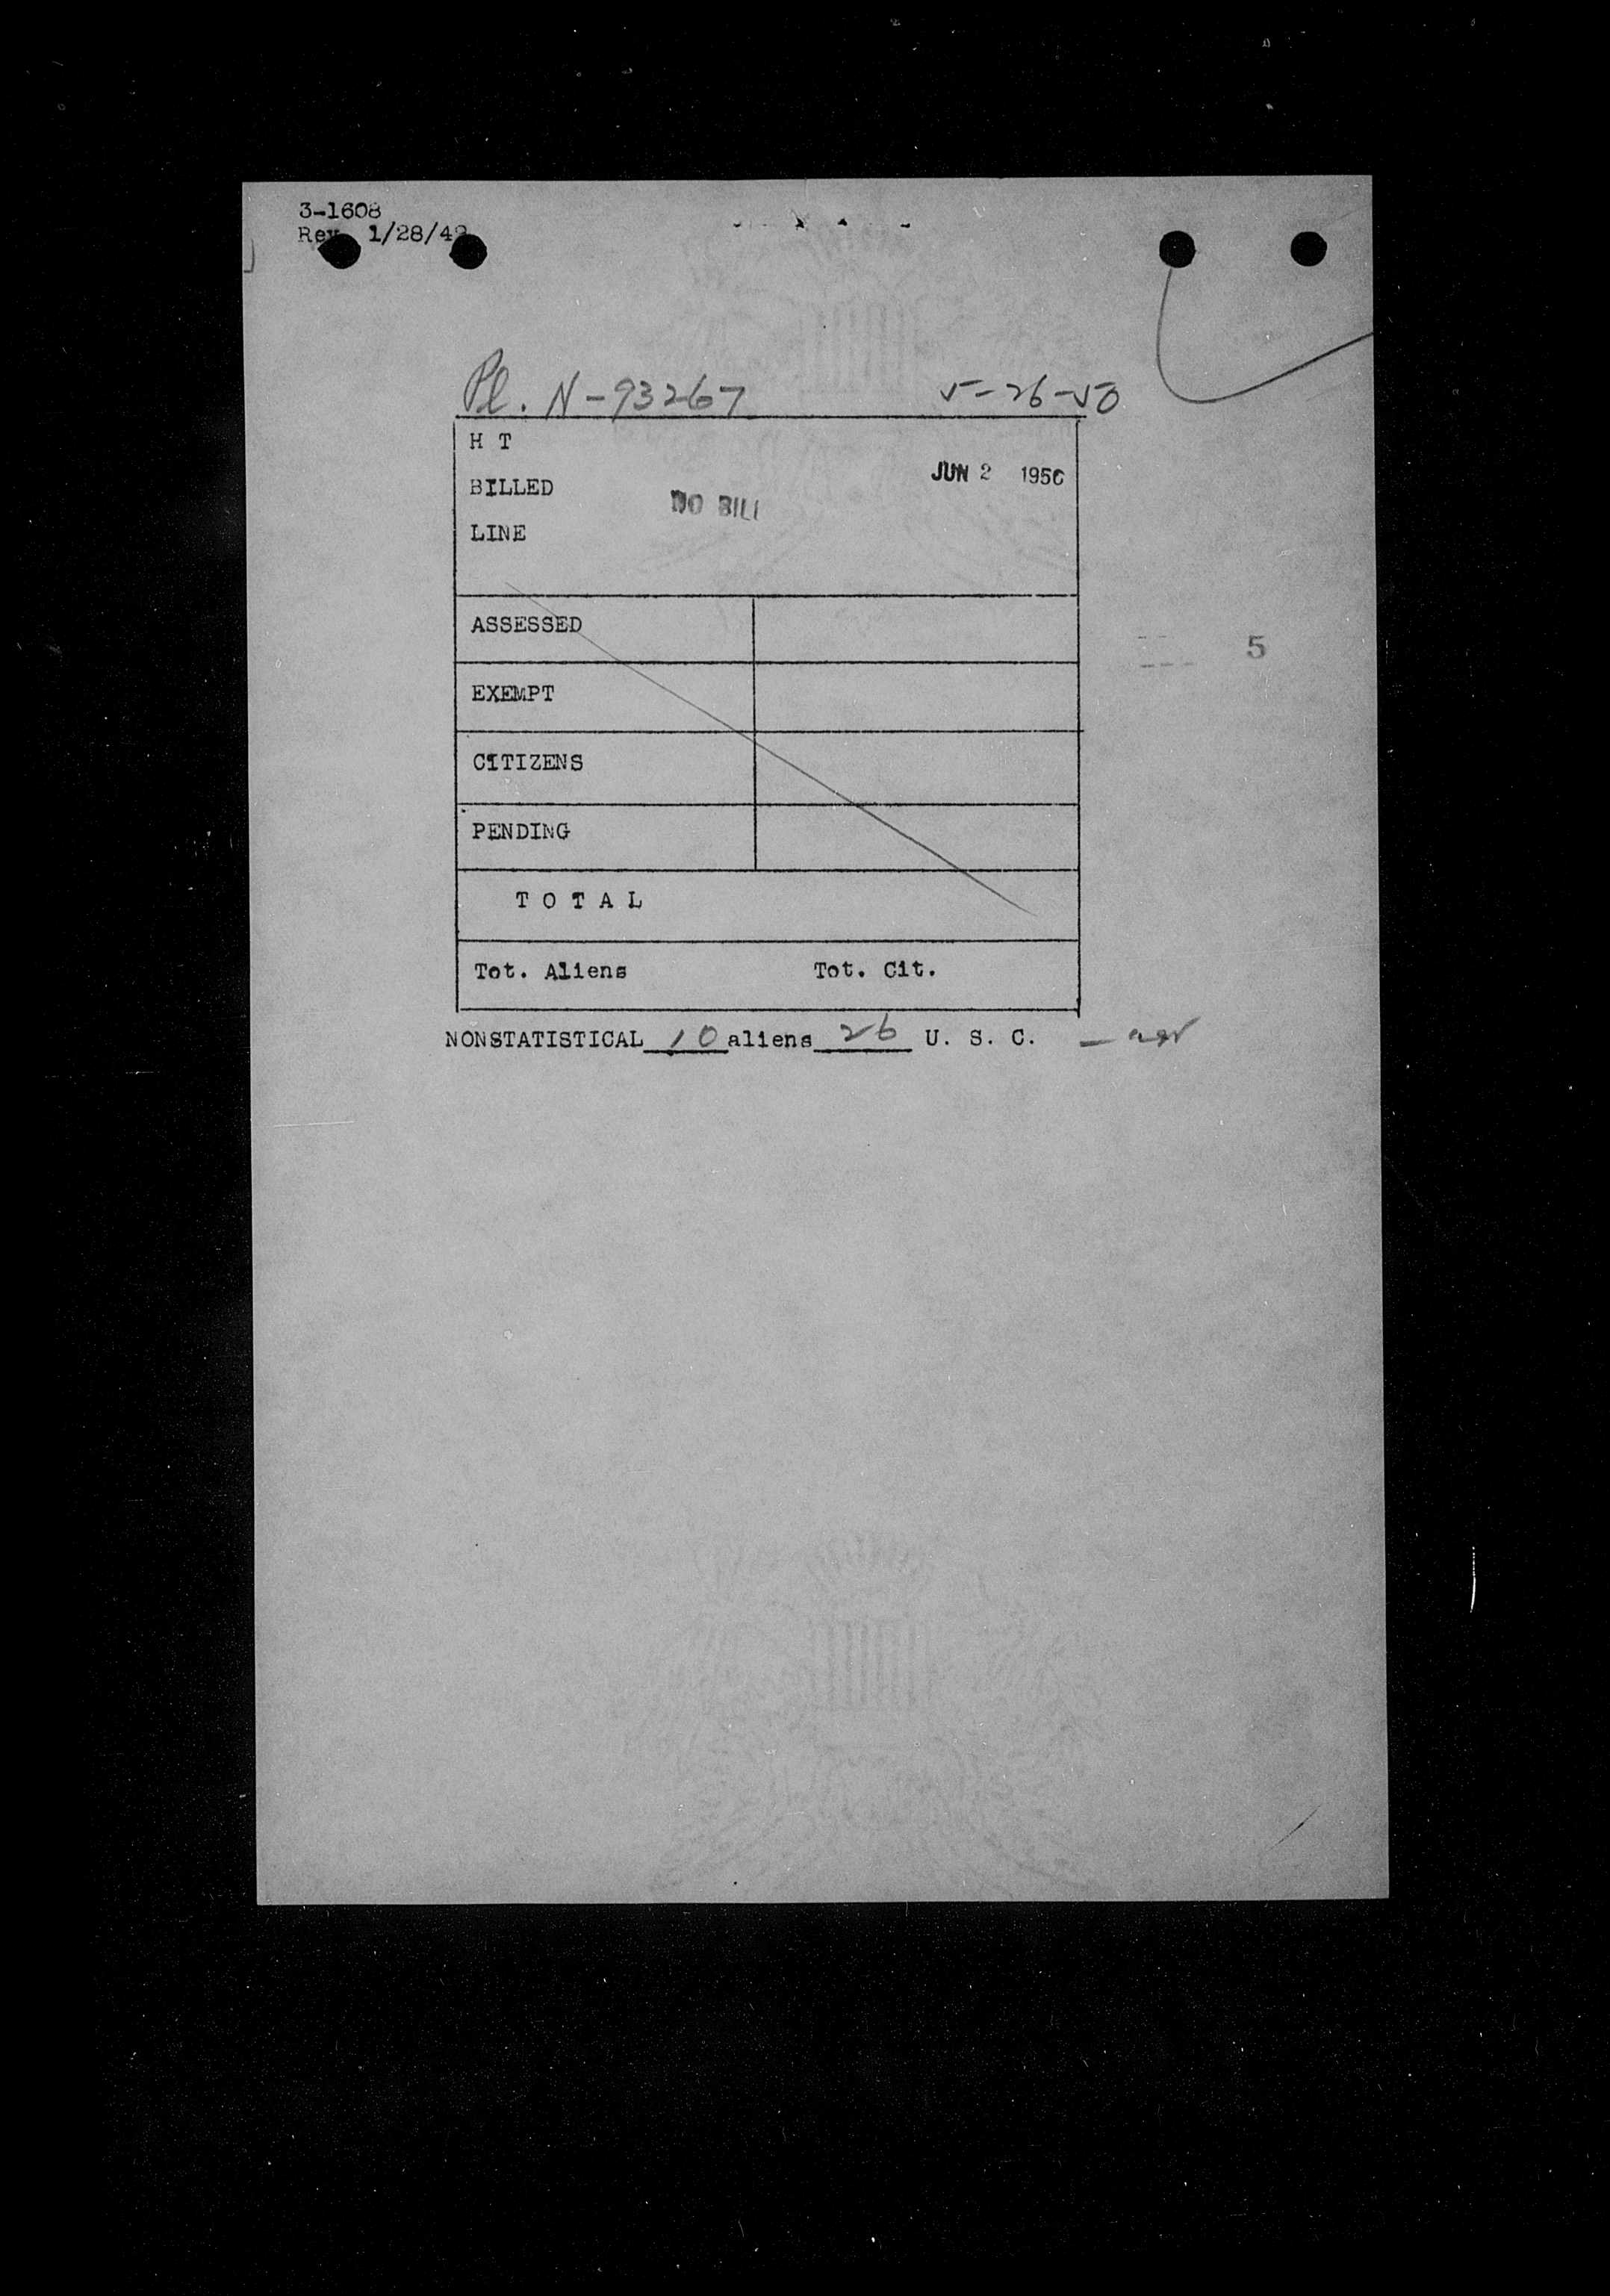 3-1608
Rev. 1/28/49
Pl. N-93267 5-26-50
H T
JUN 2 1950
BILLED
NO BILL
LINE
ASSESSED
5
EXEMPT
CITIZENS
PENDING
T O T A L
Tot. Aliens Tot. Cit.
NONSTATISTICAL 10 aliens 26 U. S. C.